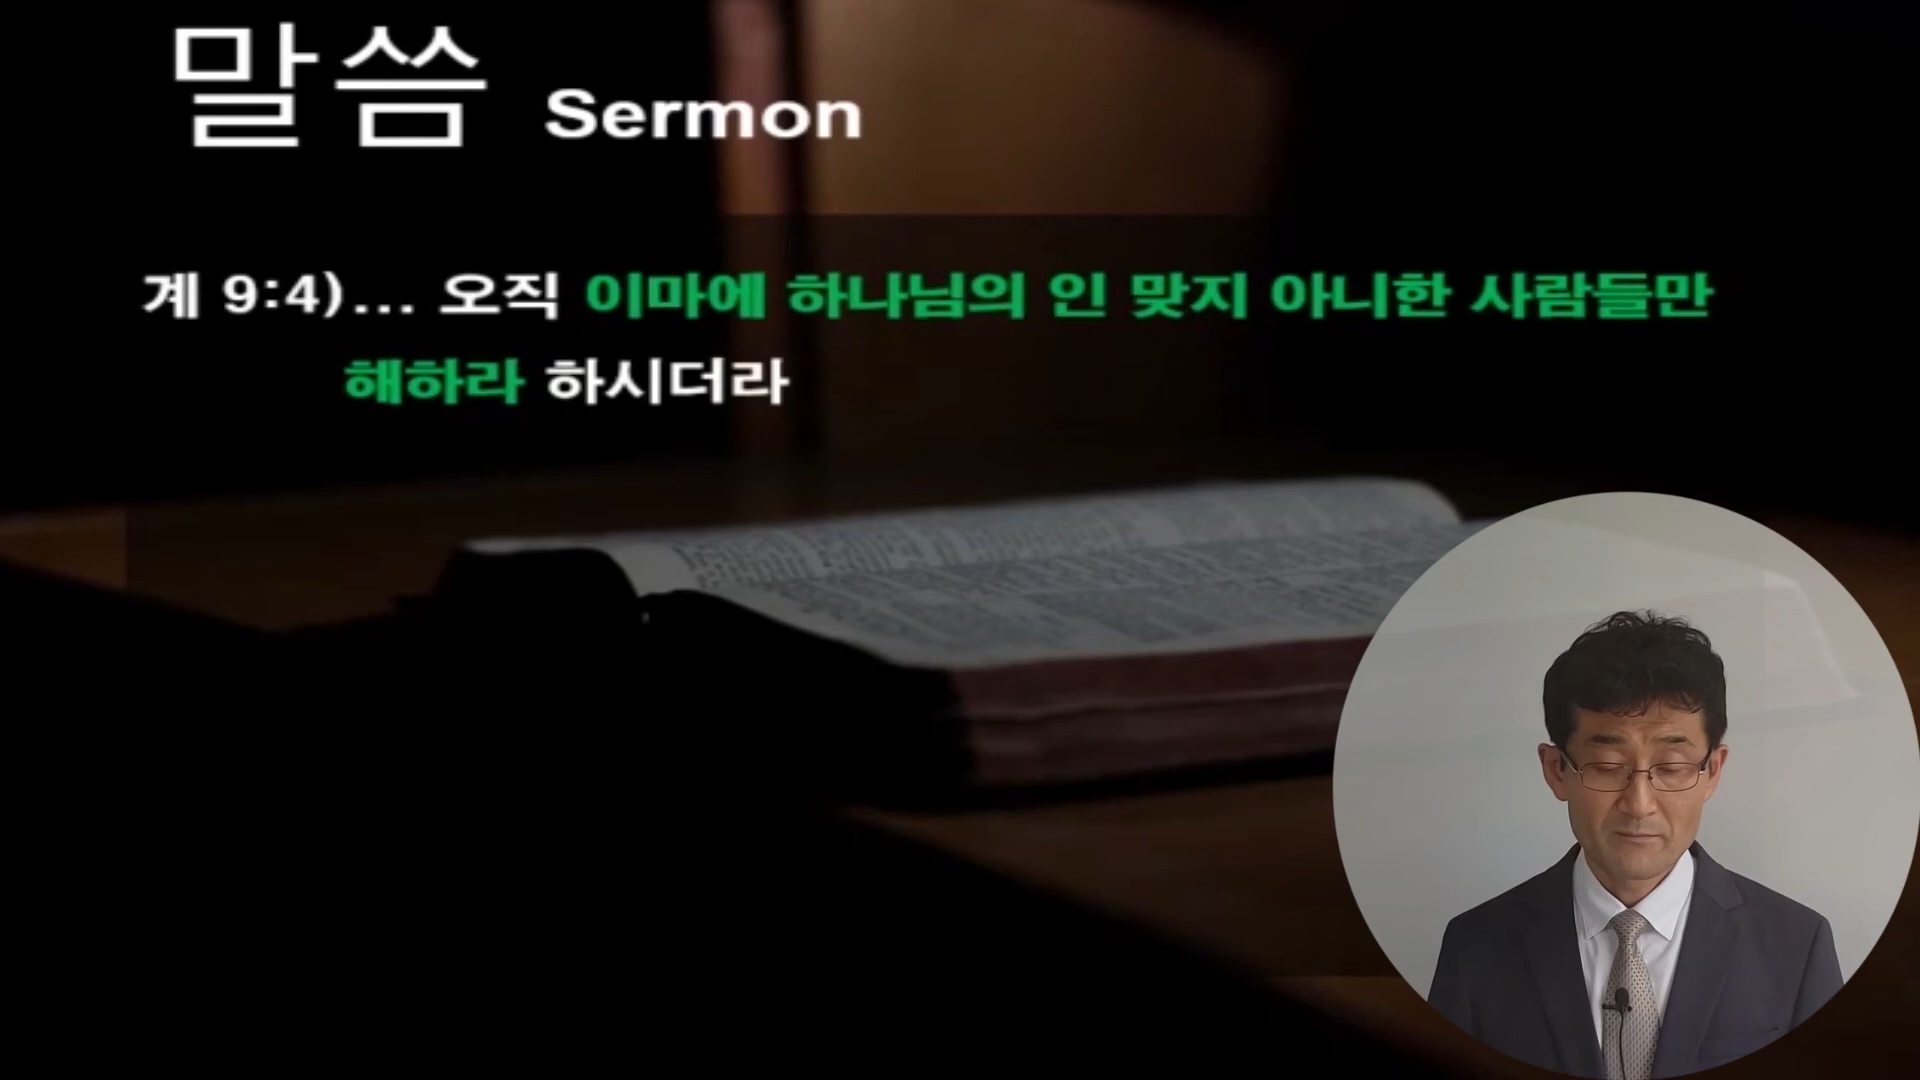 말씀 Sermon
계 9:4)... 오직 이마에 하나님의 인 맞지 아니한 사람들만
해하라 하시더라